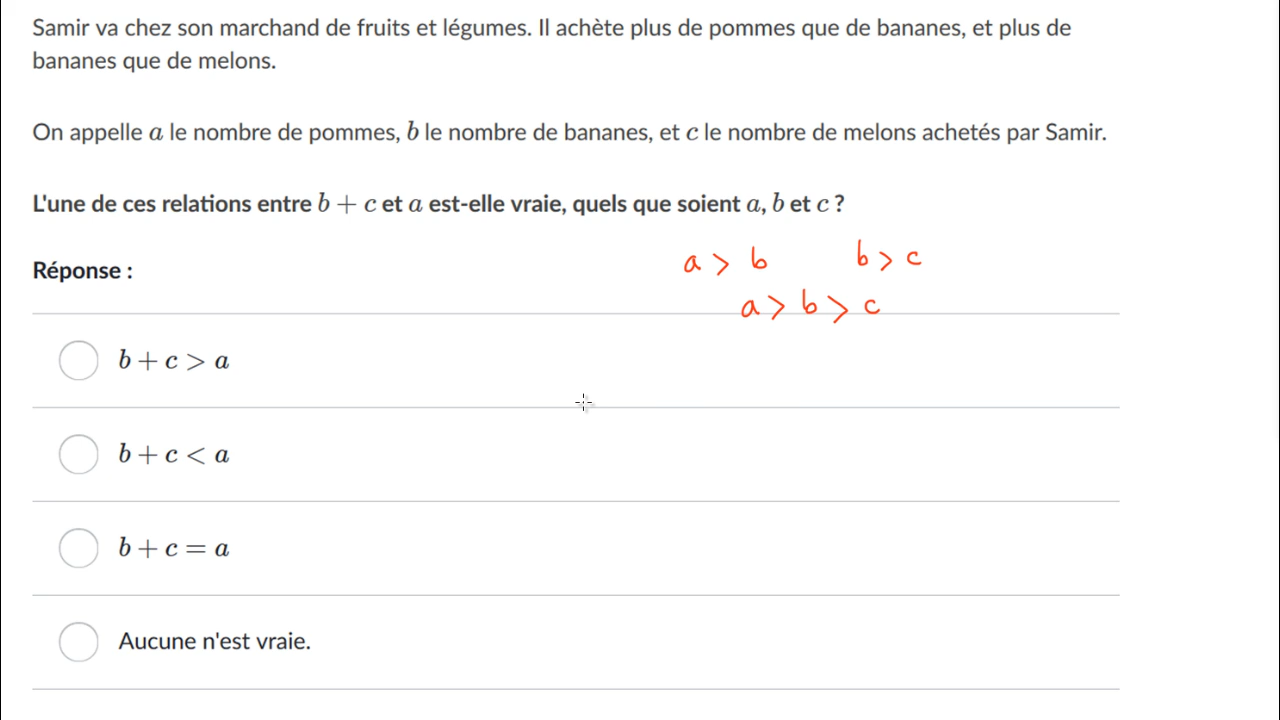 Samir va chez son marchand de fruits et légumes. Il achète plus de pommes que de bananes, et plus de
bananes que de melons.
On appelle a le nombre de pommes, b le nombre de bananes, et c le nombre de melons achetés par Samir.
L'une de ces relations entre b + c et a est-elle vraie, quels que soient a, b et c ?
a > b b > c
Réponse :
a > b > c
b + c > a
b + c < a
b + c = a
Aucune n'est vraie.